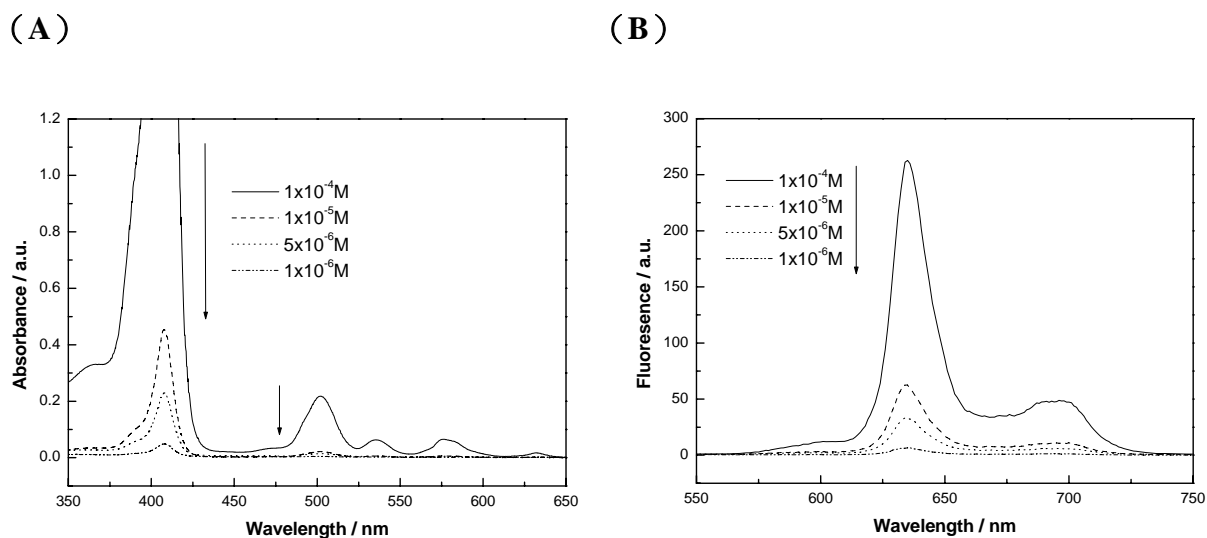 (A)
(B)
1.2
1.0
0.8
0.6
0.4
0.2
0.0
Absorbance / a.u.
1x10⁻⁴M
1x10⁻⁵M
5x10⁻⁶M
1x10⁻⁶M
350 400 450 500 550 600 650
Wavelength / nm
300
250
200
150
100
50
0
Fluoresence / a.u.
1x10⁻⁴M
1x10⁻⁵M
5x10⁻⁶M
1x10⁻⁶M
550 600 650 700 750
Wavelength / nm